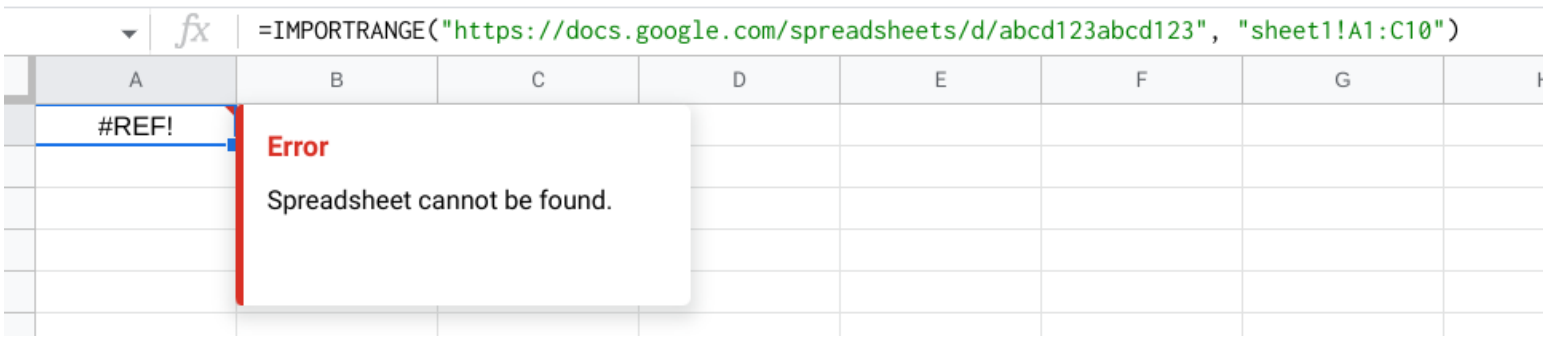 fx =IMPORTRANGE("https://docs.google.com/spreadsheets/d/abcd123abcd123", "sheet1!A1:C10")
A B C D E F G
#REF!
Error
Spreadsheet cannot be found.